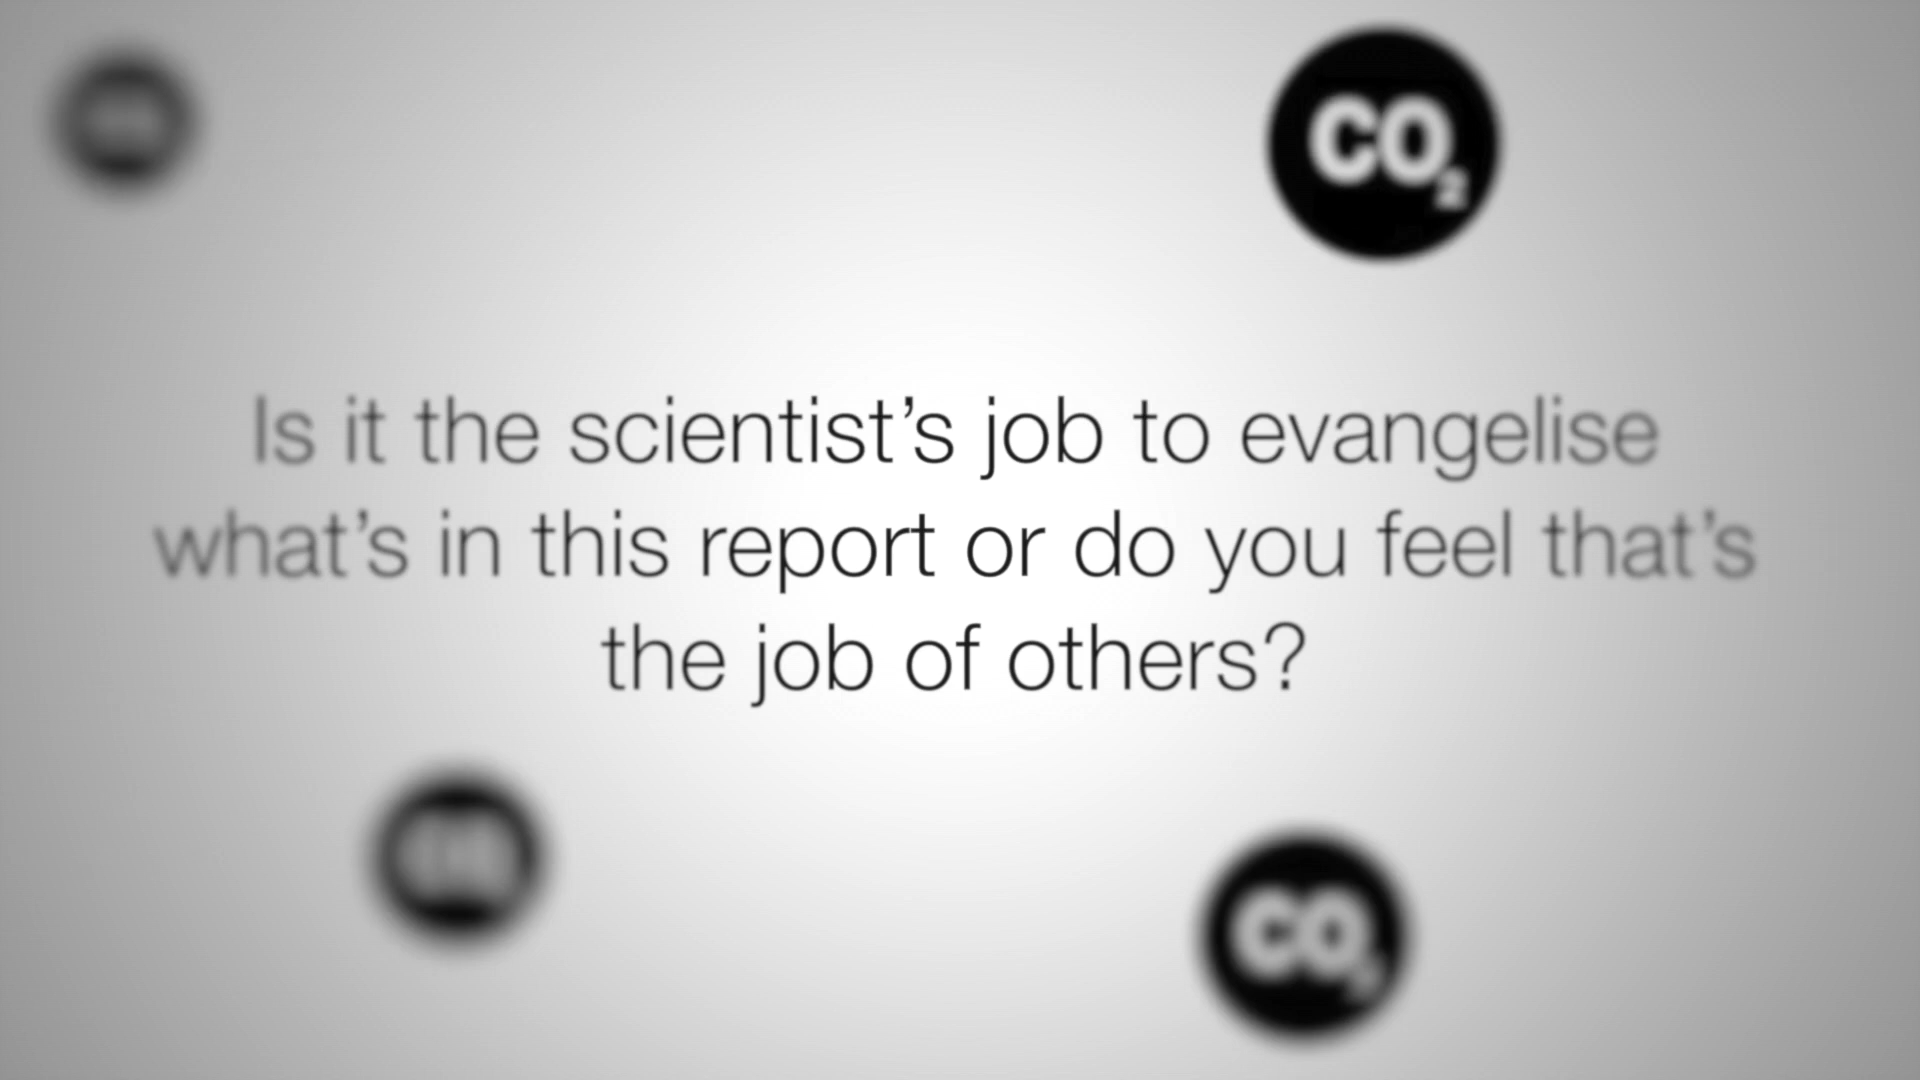 CO₂
Is it the scientist’s job to evangelise
what’s in this report or do you feel that’s
the job of others?
CO₂